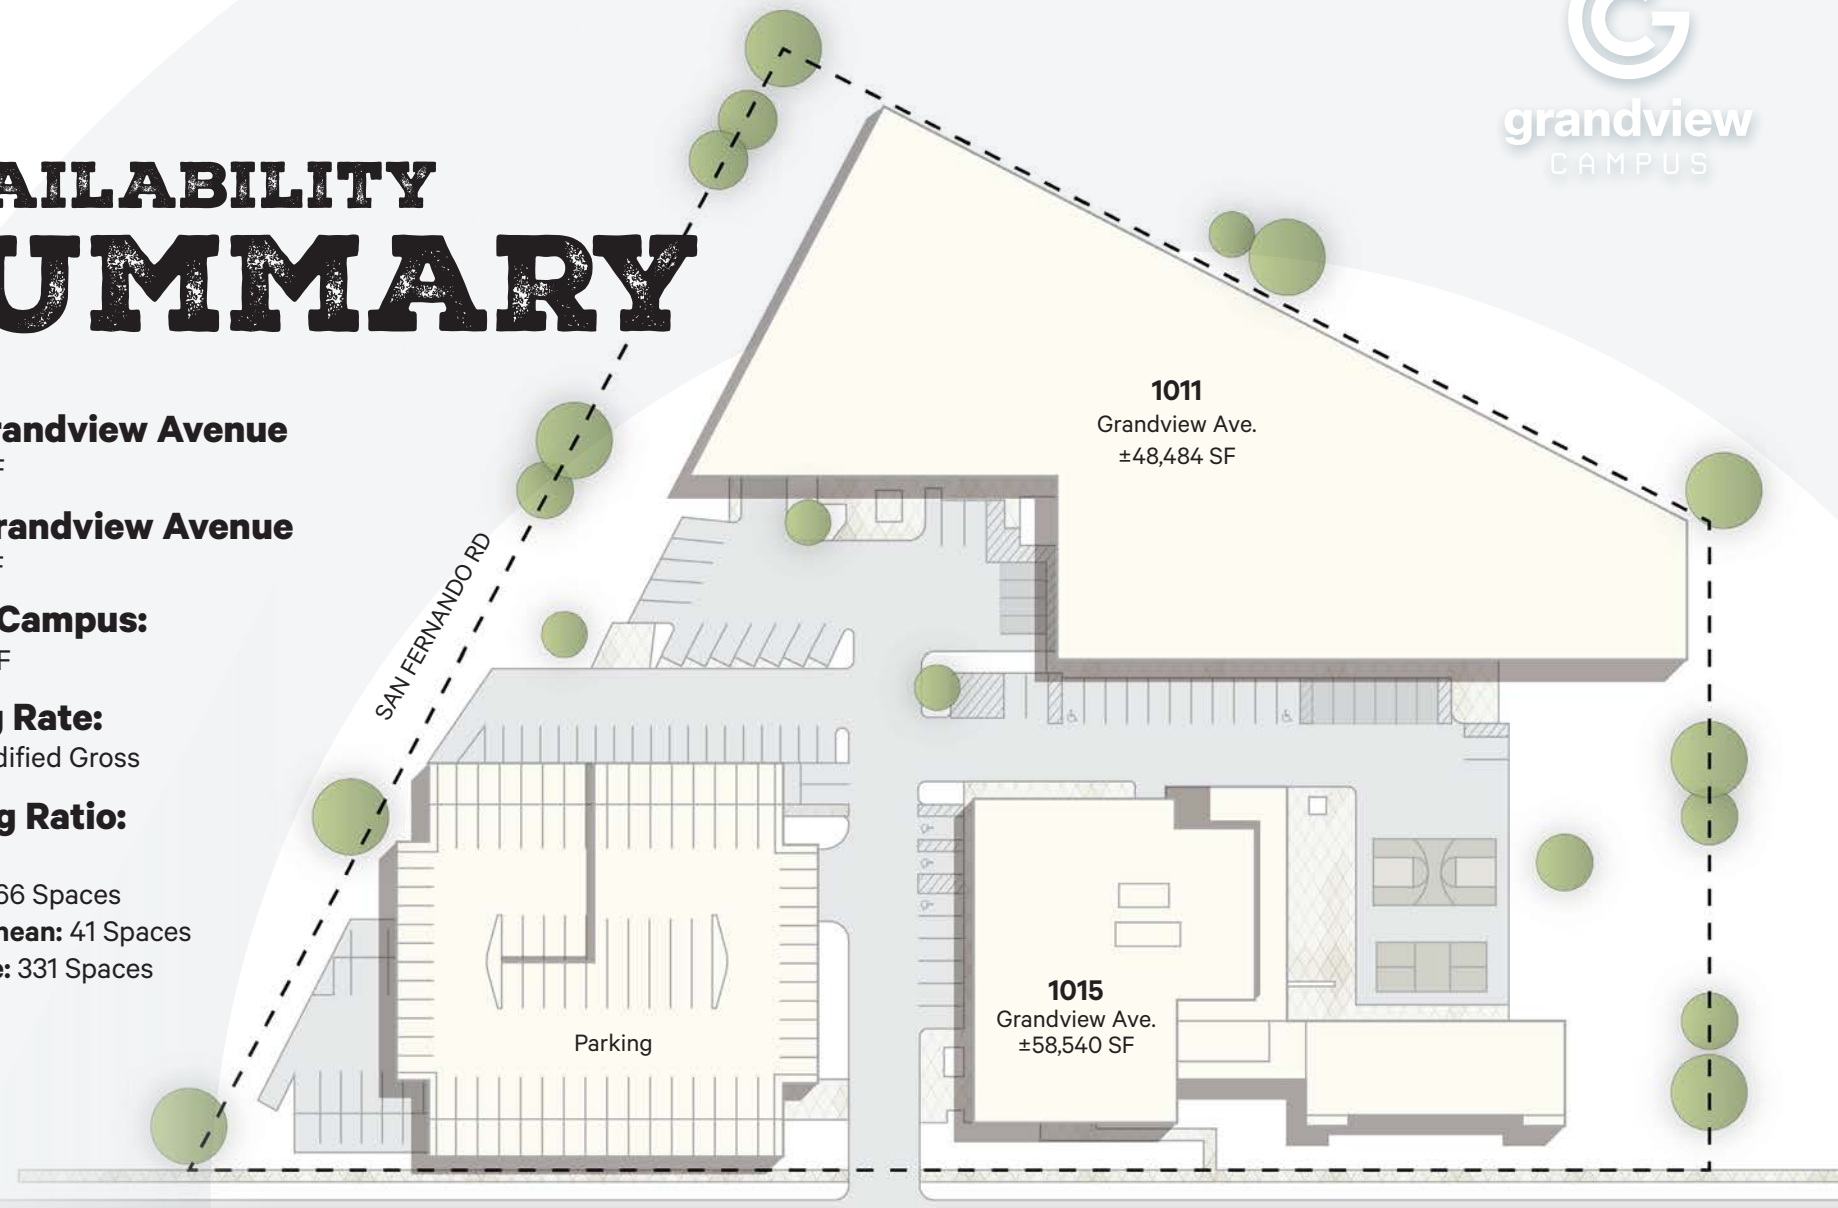 AILABILITY
UMMARY
randview Avenue
F
randview Avenue
F
Campus:
F
g Rate:
dified Gross
g Ratio:
66 Spaces
nean: 41 Spaces
e: 331 Spaces
SAN FERNANDO RD
1011
Grandview Ave.
±48,484 SF
Parking
1015
Grandview Ave.
±58,540 SF
grandview
CAMPUS